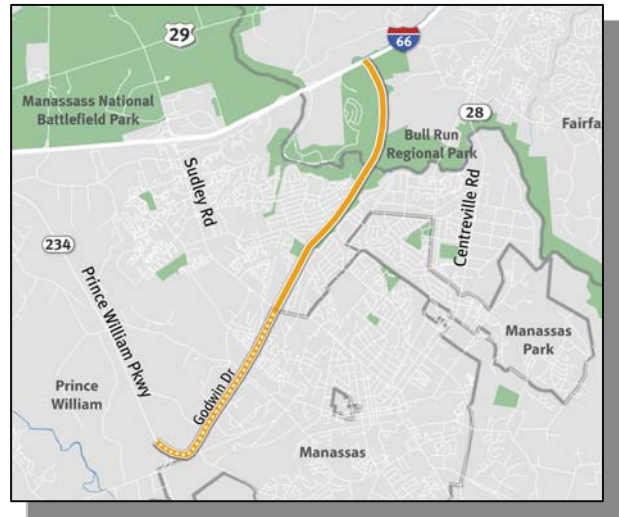 29
66
Manassass National
Battlefield Park
28
Fairfa
Bull Run
Regional Park
Sudley Rd
Centreville Rd
234
Prince William Pkwy
Manassas
Park
Prince
William
Godwin Dr
Manassas